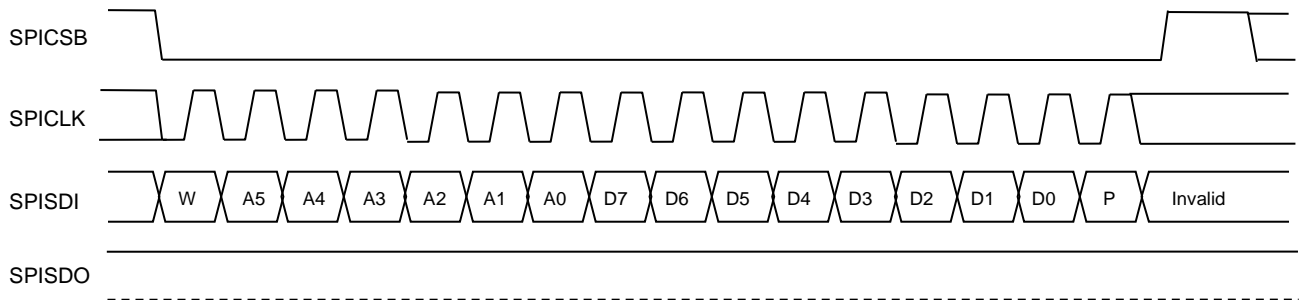 SPICSB
SPICLK
SPISDI W A5 A4 A3 A2 A1 A0 D7 D6 D5 D4 D3 D2 D1 D0 P Invalid
SPISDO